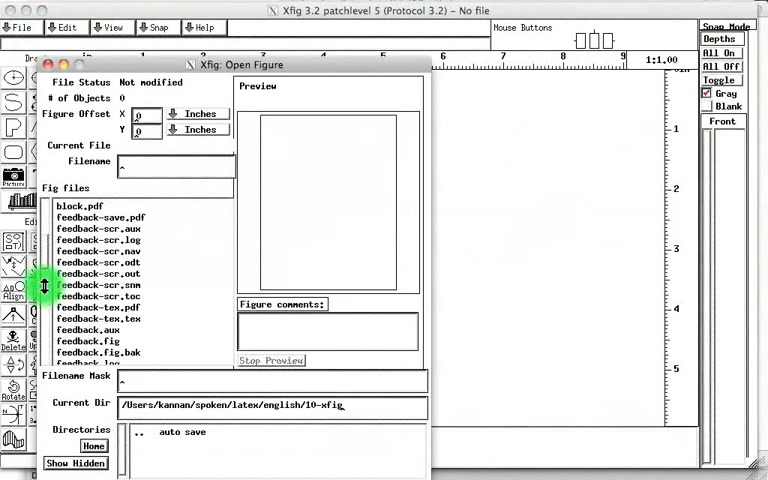 Xfig 3.2 patchlevel 5 (Protocol 3.2) - No file
File Edit View Snap Help
Mouse Buttons
Snap Mode
Depths
All On
All Off
Toggle
Gray
Blank
Front
in 3 4 5 6 7 8 9 1:1.00
1
2
3
4
5
Picture
Align
Delete
Rotate
Xfig: Open Figure
File Status Not modified
# of Objects 0
Figure Offset X 0 Inches
Y 0 Inches
Current File
Filename
Fig files
block.pdf
feedback-save.pdf
feedback-scr.aux
feedback-scr.log
feedback-scr.nav
feedback-scr.odt
feedback-scr.out
feedback-scr.snm
feedback-scr.toc
feedback-tex.pdf
feedback-tex.tex
feedback.aux
feedback.fig
feedback.fig.bak
feedback.log
Preview
Figure comments:
Stop Preview
Filename Mask
Current Dir /Users/kannan/spoken/latex/english/10-xfig
Directories .. auto save
Home
Show Hidden